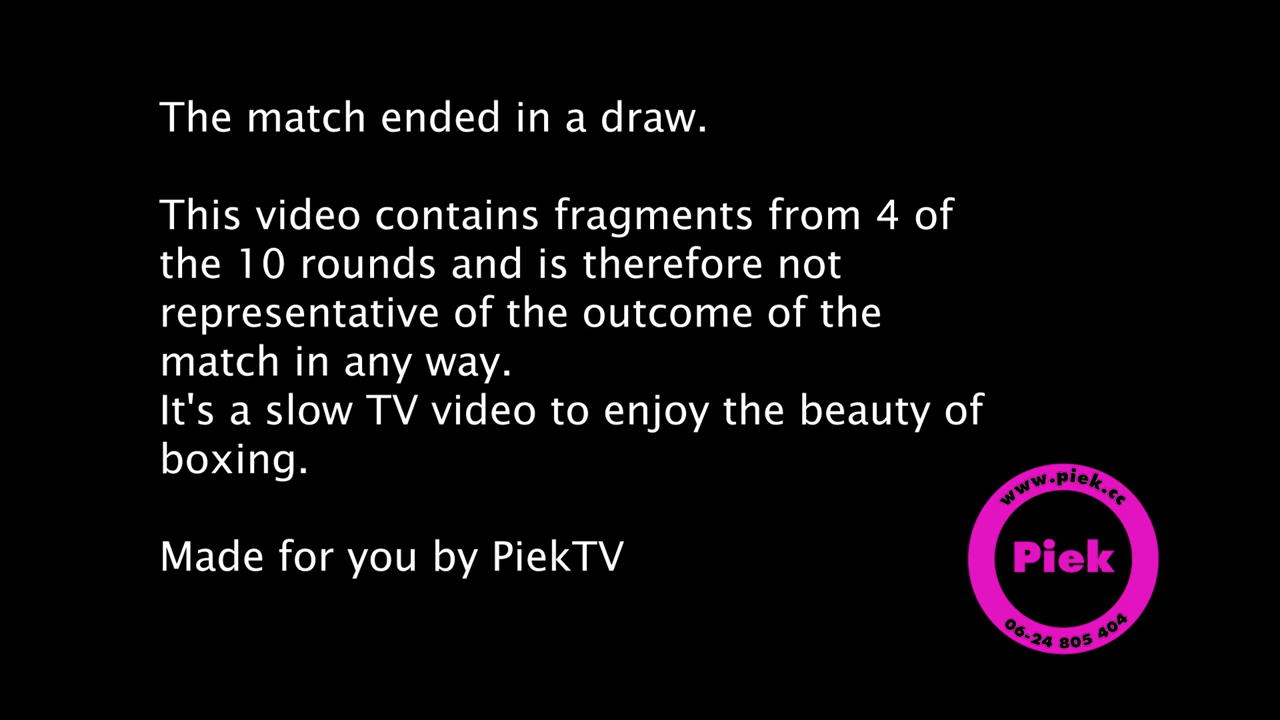 The match ended in a draw.
This video contains fragments from 4 of
the 10 rounds and is therefore not
representative of the outcome of the
match in any way.
It's a slow TV video to enjoy the beauty of
boxing.
Made for you by PiekTV
www.piek.cc
Piek
06-24 805 404